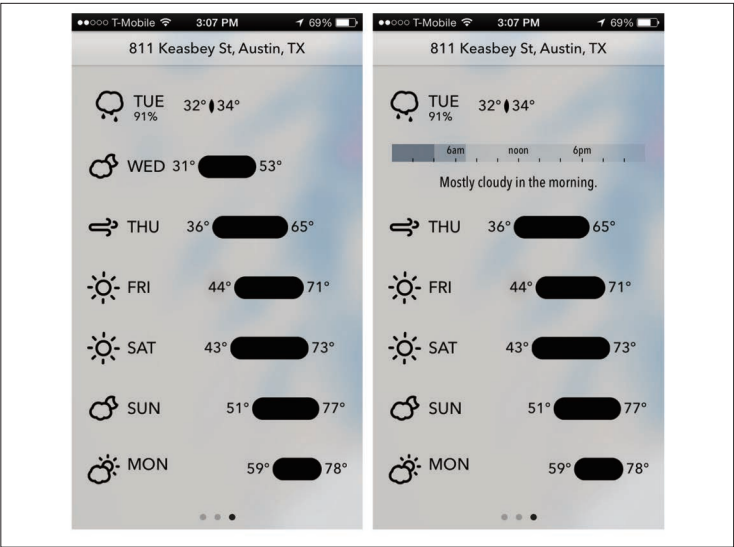 ●●○○○ T-Mobile 3:07 PM 69%
811 Keasbey St, Austin, TX
TUE 32° 34°
91%
WED 31° 53°
THU 36° 65°
FRI 44° 71°
SAT 43° 73°
SUN 51° 77°
MON 59° 78°
●●○○○ T-Mobile 3:07 PM 69%
811 Keasbey St, Austin, TX
TUE 32° 34°
91%
6am noon 6pm
Mostly cloudy in the morning.
THU 36° 65°
FRI 44° 71°
SAT 43° 73°
SUN 51° 77°
MON 59° 78°